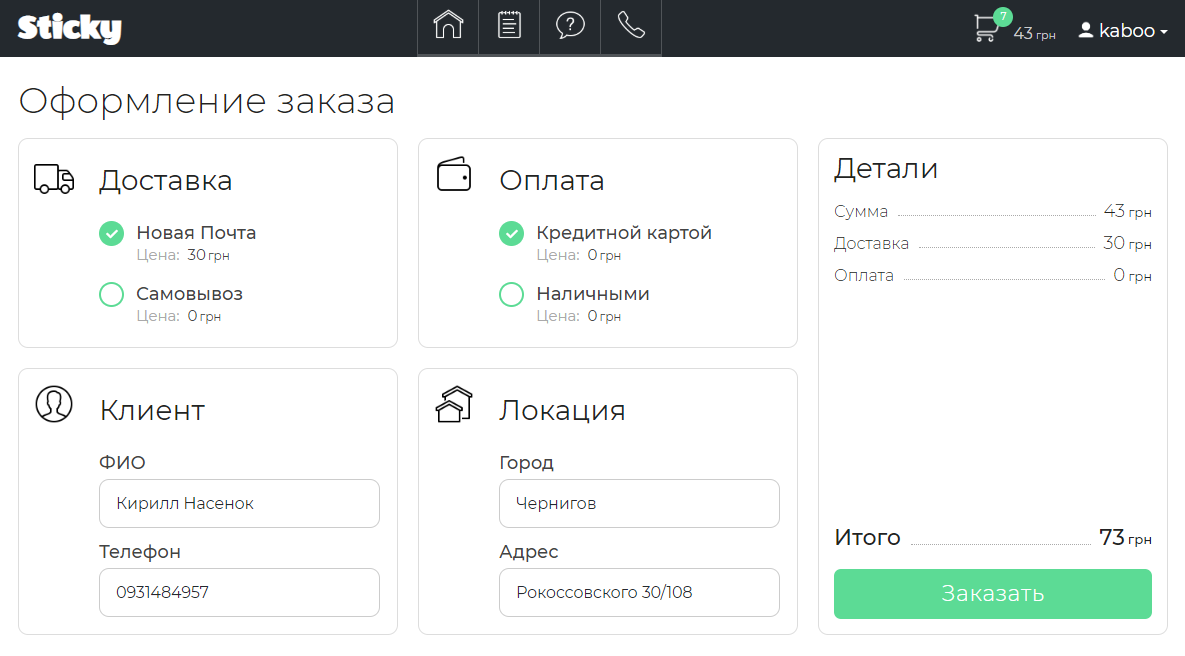 Sticky
7
43 грн
kaboo
Оформление заказа
Доставка
Новая Почта
Цена: 30 грн
Самовывоз
Цена: 0 грн
Оплата
Кредитной картой
Цена: 0 грн
Наличными
Цена: 0 грн
Клиент
ФИО
Кирилл Насенок
Телефон
0931484957
Локация
Город
Чернигов
Адрес
Рокоссовского 30/108
Детали
Сумма 43 грн
Доставка 30 грн
Оплата 0 грн
Итого 73 грн
Заказать